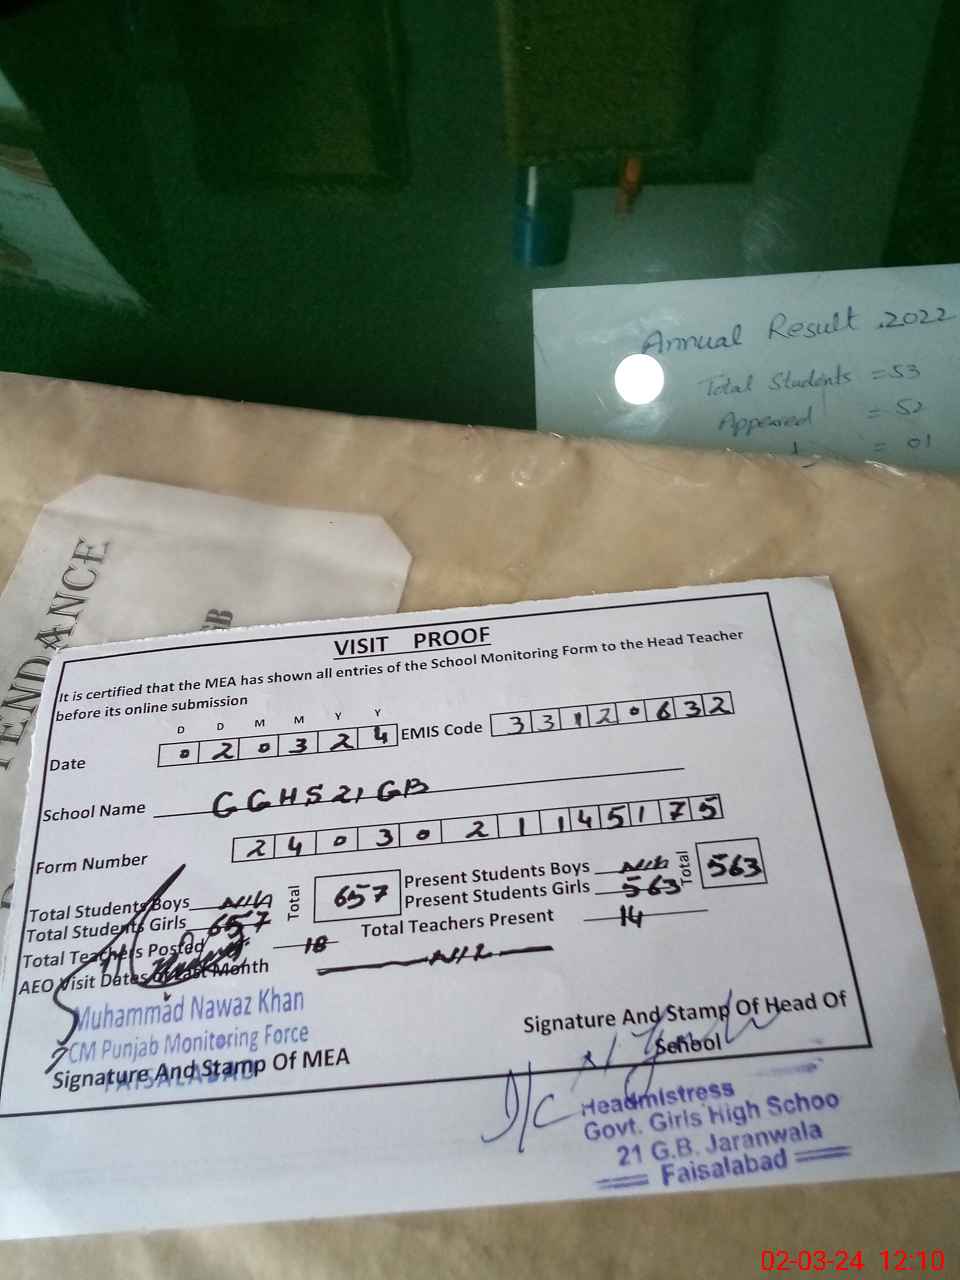 Annual Result .2022
Total Students = 53
Appeared = 52
= 01
TENDANCE
VISIT PROOF
It is certified that the MEA has shown all entries of the School Monitoring Form to the Head Teacher
before its online submission
D D M M Y Y
Date 0 2 0 3 2 4 EMIS Code 3 3 1 2 0 6 3 2
School Name GGHS 21 GB
Form Number 2 4 0 3 0 2 1 1 4 5 1 7 5
Total Students Boys Nil Total 657 Present Students Boys Nil Total 563
Total Students Girls 657 Present Students Girls 563
Total Teachers Posted 18 Total Teachers Present 14
AEO Visit Dates of Last Month NIL
Muhammad Nawaz Khan
CM Punjab Monitoring Force
FAISALABAD
Signature And Stamp Of MEA
Signature And Stamp Of Head Of
School
I/C
Headmistress
Govt. Girls High Schoo
21 G.B. Jaranwala
Faisalabad
02-03-24 12:10